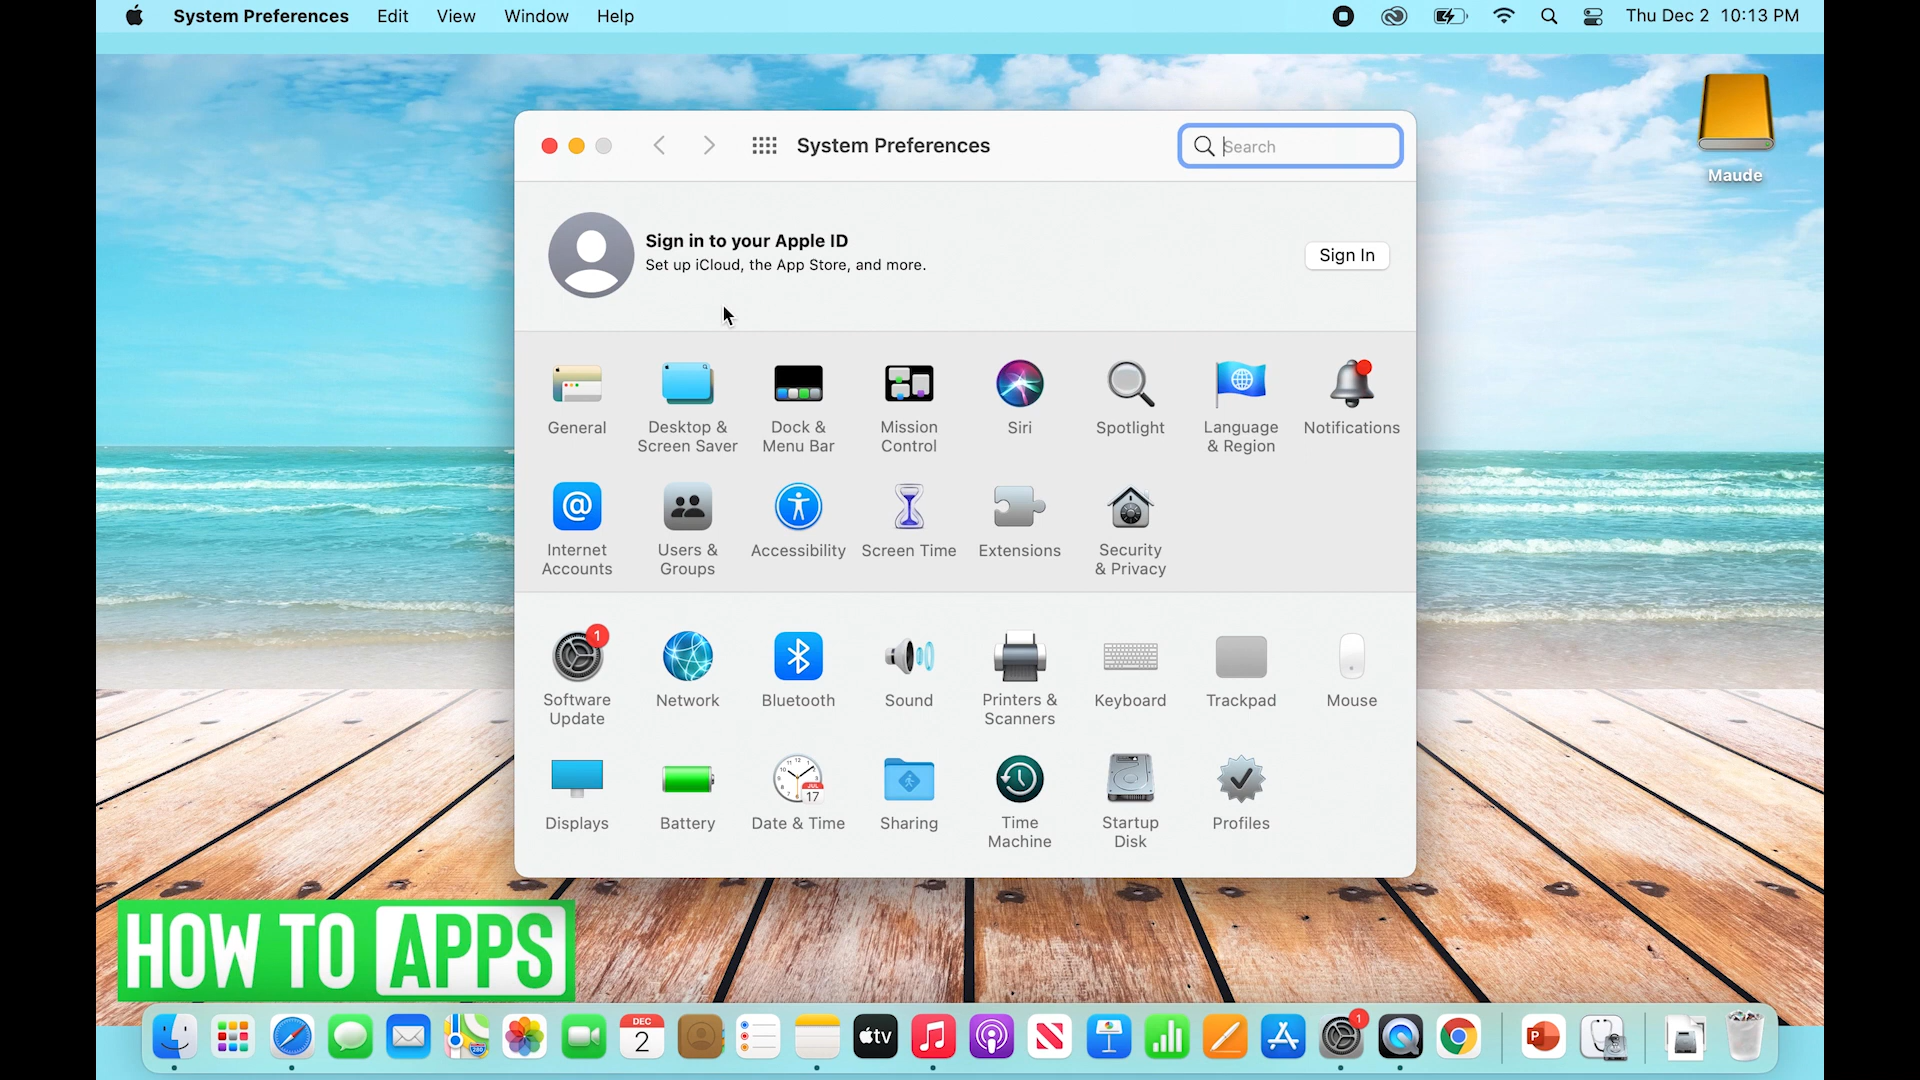 System Preferences Edit View Window Help Thu Dec 2 10:13 PM
Maude
System Preferences
Search
Sign in to your Apple ID
Set up iCloud, the App Store, and more.
Sign In
General
Desktop &
Screen Saver
Dock &
Menu Bar
Mission
Control
Siri
Spotlight
Language
& Region
Notifications
Internet
Accounts
Users &
Groups
Accessibility
Screen Time
Extensions
Security
& Privacy
1
Software
Update
Network
Bluetooth
Sound
Printers &
Scanners
Keyboard
Trackpad
Mouse
Displays
Battery
17
Date & Time
Sharing
Time
Machine
Startup
Disk
Profiles
HOW TO APPS
DEC
2
tv
1
P